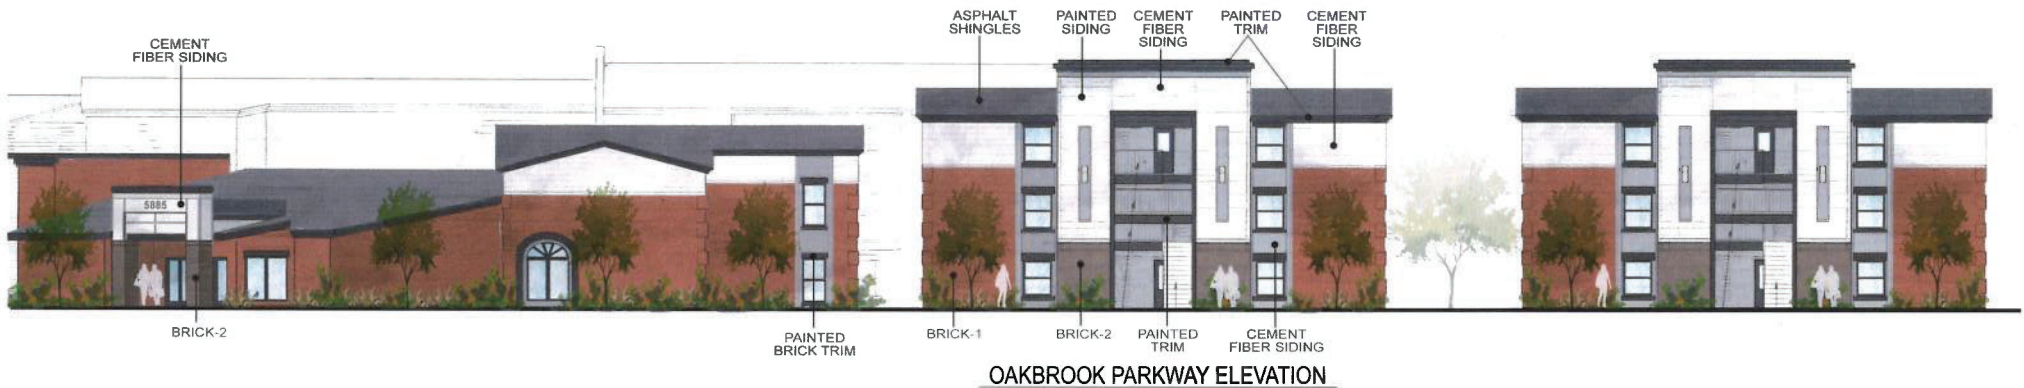 CEMENT
FIBER SIDING
ASPHALT
SHINGLES
PAINTED
SIDING
CEMENT
FIBER
SIDING
PAINTED
TRIM
CEMENT
FIBER
SIDING
5885
BRICK-2
PAINTED
BRICK TRIM
BRICK-1
BRICK-2
PAINTED
TRIM
CEMENT
FIBER SIDING
OAKBROOK PARKWAY ELEVATION